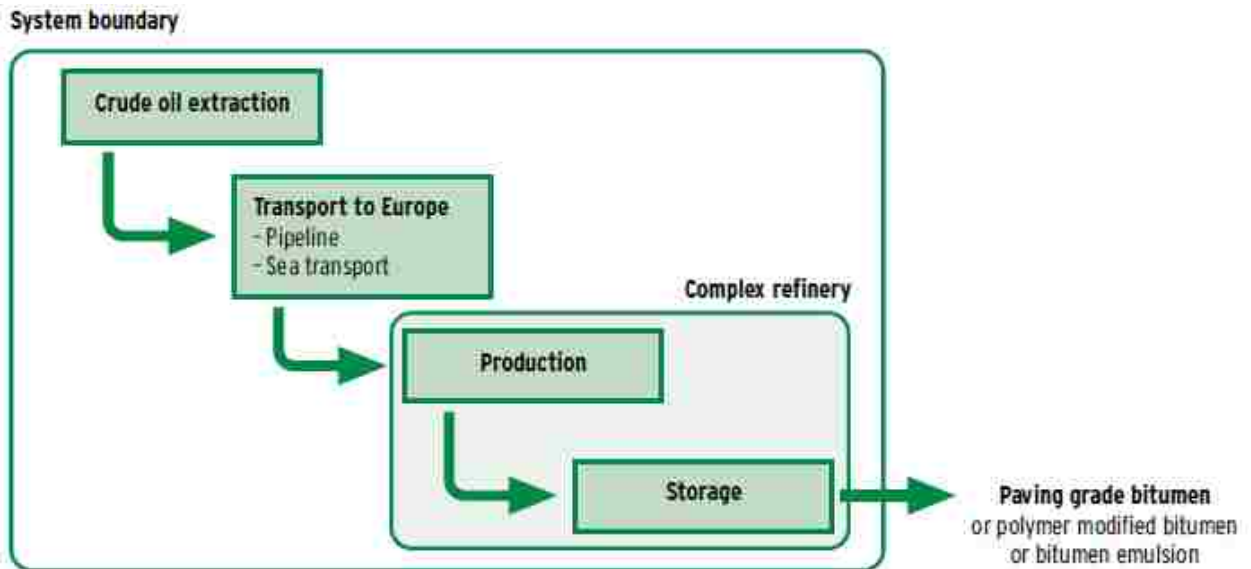 System boundary
Crude oil extraction
Transport to Europe
- Pipeline
- Sea transport
Complex refinery
Production
Storage
Paving grade bitumen
or polymer modified bitumen
or bitumen emulsion